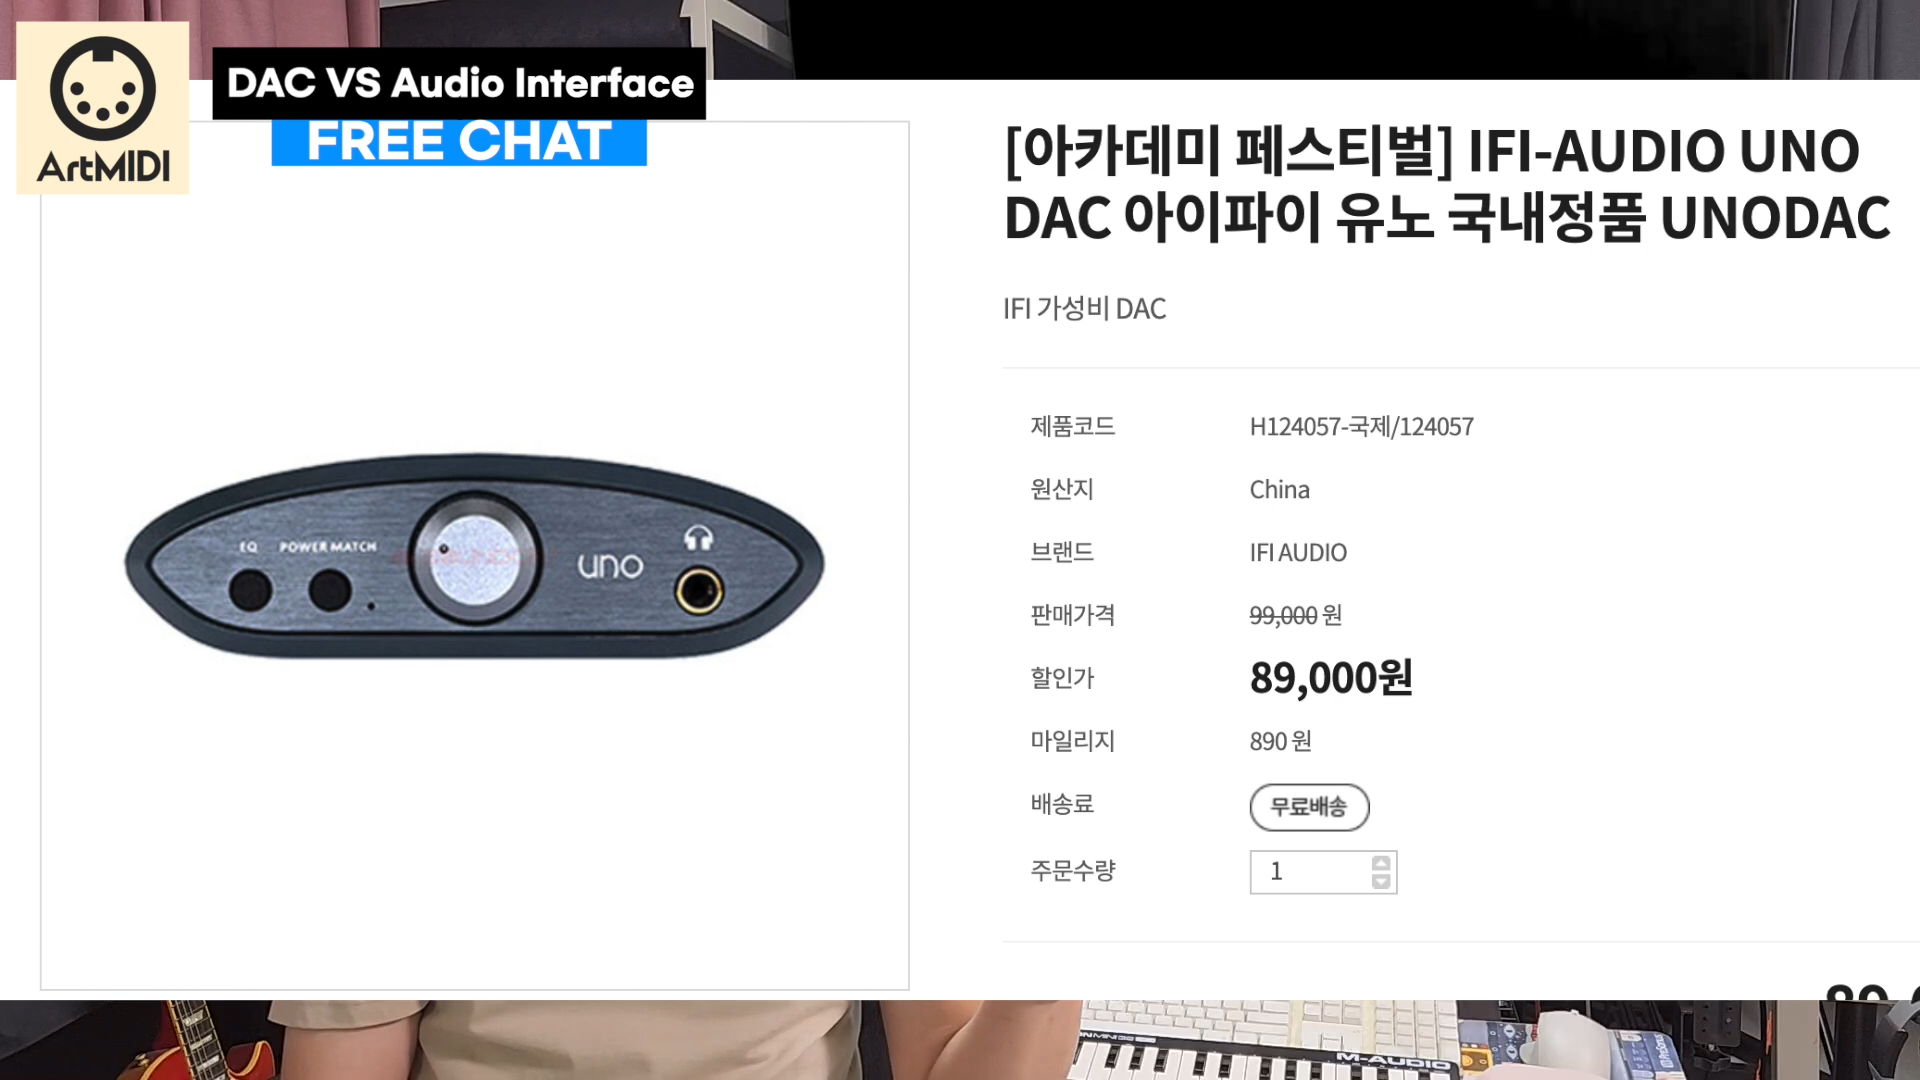 ArtMIDI
DAC VS Audio Interface
FREE CHAT
[아카데미 페스티벌] IFI-AUDIO UNO
DAC 아이파이 유노 국내정품 UNODAC
IFI 가성비 DAC
제품코드 H124057-국제/124057
원산지 China
브랜드 IFI AUDIO
판매가격 99,000 원
할인가 89,000원
마일리지 890 원
배송료 무료배송
주문수량 1
EQ POWER MATCH
uno
M-AUDIO